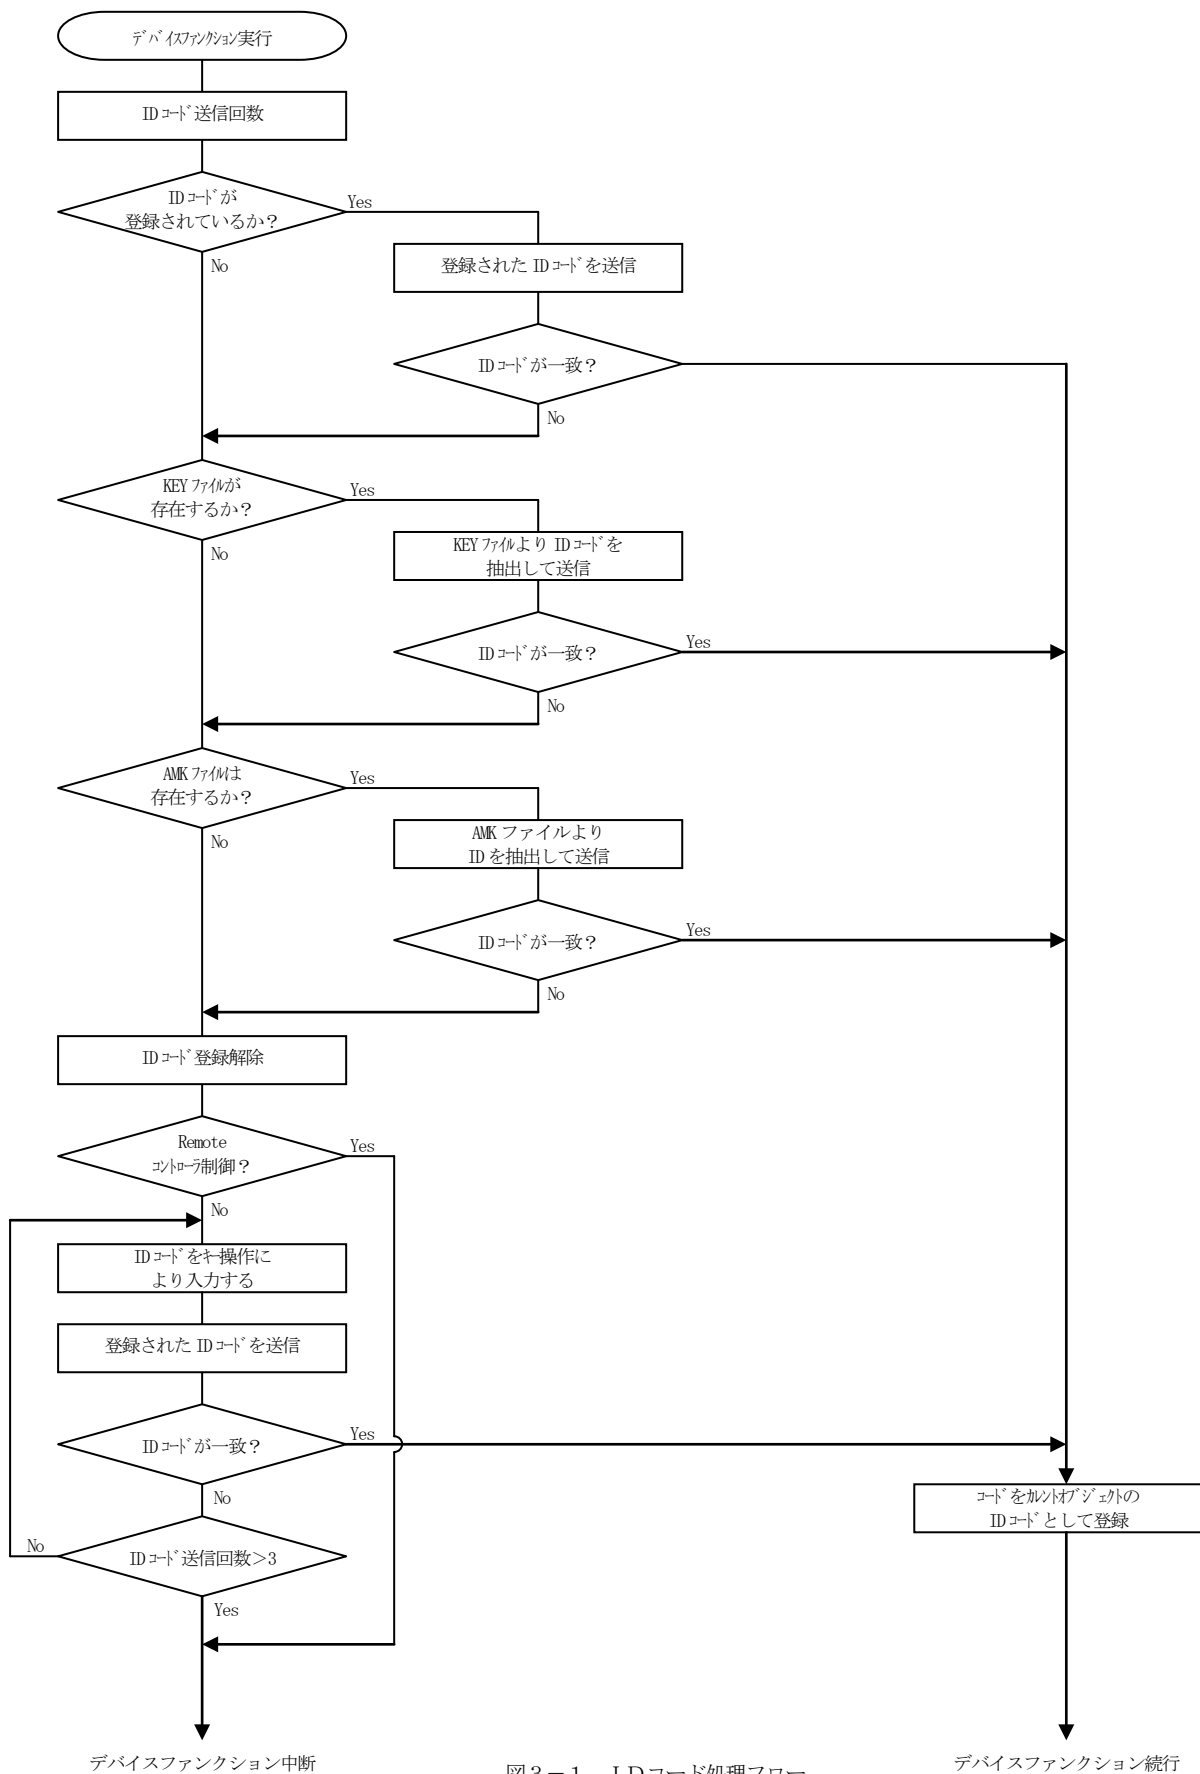 ﾃﾞﾊﾞｲｽﾌｧﾝｸｼｮﾝ実行
IDｺｰﾄﾞ送信回数
IDｺｰﾄﾞが
登録されているか？
Yes
No
登録された IDｺｰﾄﾞを送信
IDｺｰﾄﾞが一致？
No
KEYﾌｧｲﾙが
存在するか？
Yes
No
KEYﾌｧｲﾙより IDｺｰﾄﾞを
抽出して送信
IDｺｰﾄﾞが一致？
Yes
No
AMKﾌｧｲﾙは
存在するか？
Yes
No
AMK ファイルより
IDを抽出して送信
IDｺｰﾄﾞが一致？
Yes
No
IDｺｰﾄﾞ登録解除
Remote
ｺﾝﾄﾛｰﾗ制御？
Yes
No
IDｺｰﾄﾞをｷｰ操作に
より入力する
登録された IDｺｰﾄﾞを送信
IDｺｰﾄﾞが一致？
Yes
No
ｺｰﾄﾞをｶﾚﾝﾄｵﾌﾞｼﾞｪｸﾄの
IDｺｰﾄﾞとして登録
No
IDｺｰﾄﾞ送信回数＞3
Yes
デバイスファンクション中断
図３－１　ＩＤコード処理フロー
デバイスファンクション続行